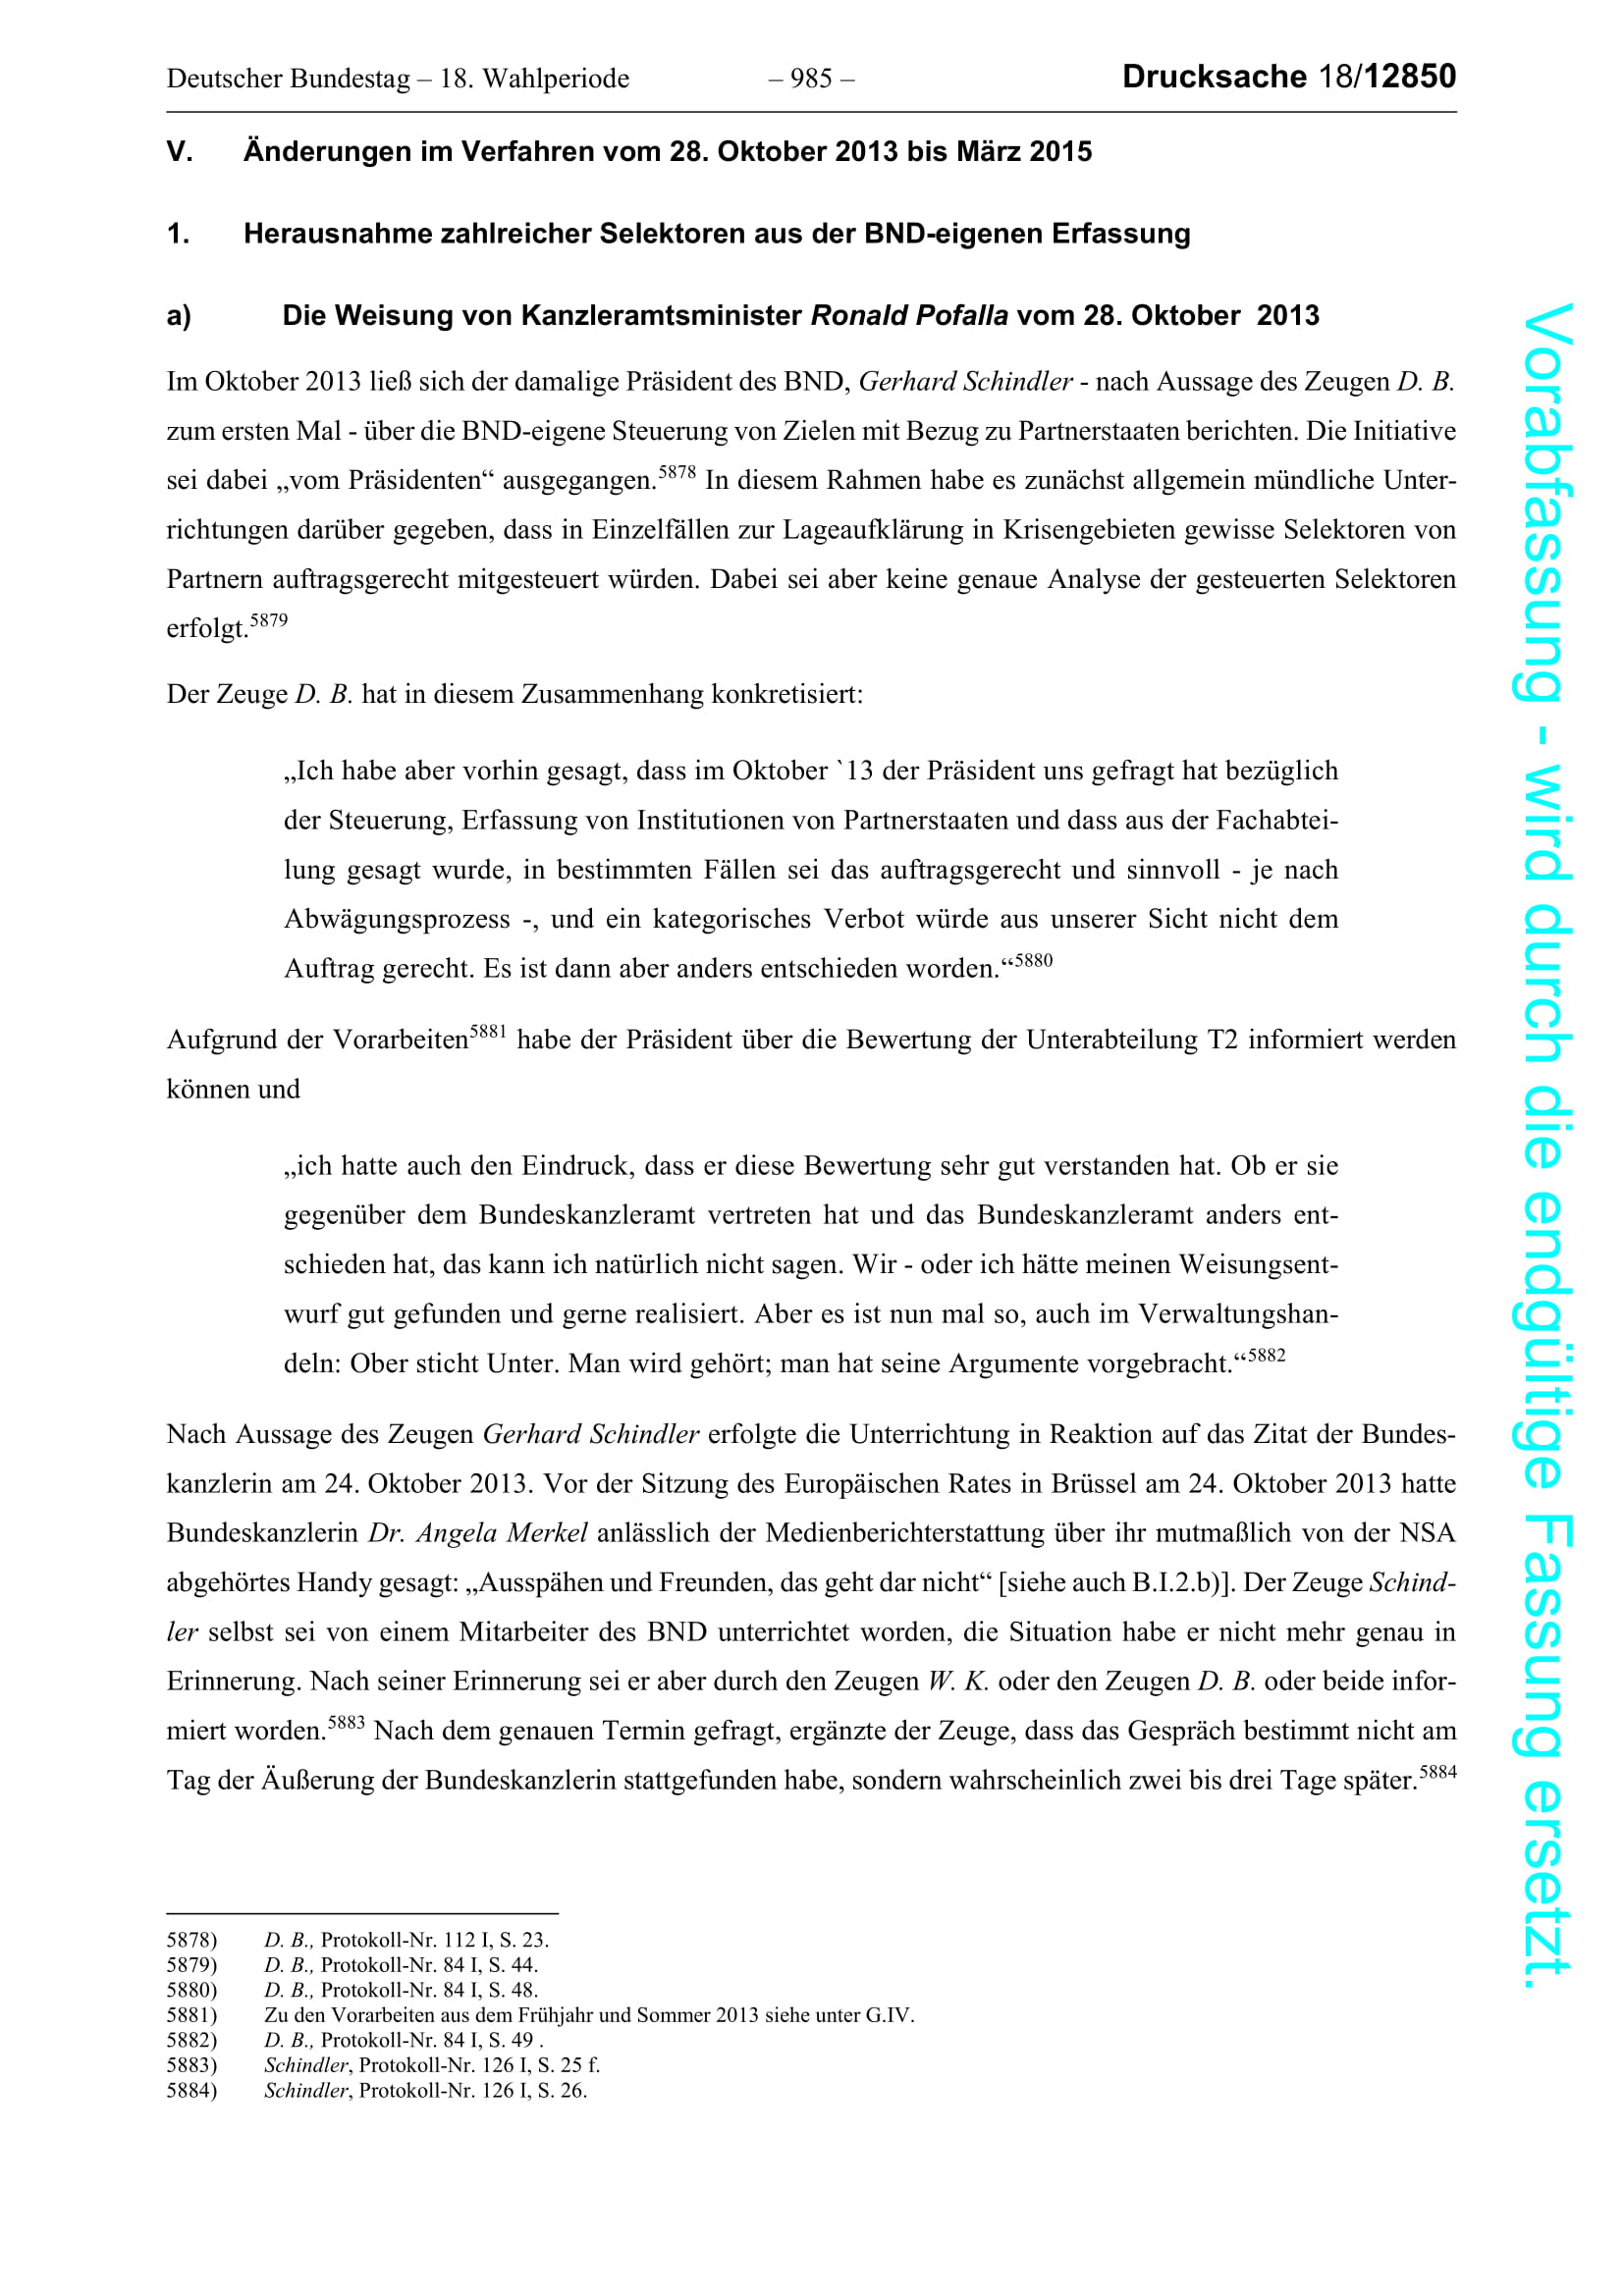 Deutscher Bundestag – 18. Wahlperiode – 985 – Drucksache 18/12850
V. Änderungen im Verfahren vom 28. Oktober 2013 bis März 2015
1. Herausnahme zahlreicher Selektoren aus der BND-eigenen Erfassung
a) Die Weisung von Kanzleramtsminister Ronald Pofalla vom 28. Oktober 2013
Im Oktober 2013 ließ sich der damalige Präsident des BND, Gerhard Schindler - nach Aussage des Zeugen D. B.
zum ersten Mal - über die BND-eigene Steuerung von Zielen mit Bezug zu Partnerstaaten berichten. Die Initiative
sei dabei „vom Präsidenten“ ausgegangen.5878 In diesem Rahmen habe es zunächst allgemein mündliche Unter-
richtungen darüber gegeben, dass in Einzelfällen zur Lageaufklärung in Krisengebieten gewisse Selektoren von
Partnern auftragsgerecht mitgesteuert würden. Dabei sei aber keine genaue Analyse der gesteuerten Selektoren
erfolgt.5879
Der Zeuge D. B. hat in diesem Zusammenhang konkretisiert:
„Ich habe aber vorhin gesagt, dass im Oktober `13 der Präsident uns gefragt hat bezüglich
der Steuerung, Erfassung von Institutionen von Partnerstaaten und dass aus der Fachabtei-
lung gesagt wurde, in bestimmten Fällen sei das auftragsgerecht und sinnvoll - je nach
Abwägungsprozess -, und ein kategorisches Verbot würde aus unserer Sicht nicht dem
Auftrag gerecht. Es ist dann aber anders entschieden worden.“5880
Aufgrund der Vorarbeiten5881 habe der Präsident über die Bewertung der Unterabteilung T2 informiert werden
können und
„ich hatte auch den Eindruck, dass er diese Bewertung sehr gut verstanden hat. Ob er sie
gegenüber dem Bundeskanzleramt vertreten hat und das Bundeskanzleramt anders ent-
schieden hat, das kann ich natürlich nicht sagen. Wir - oder ich hätte meinen Weisungsent-
wurf gut gefunden und gerne realisiert. Aber es ist nun mal so, auch im Verwaltungshan-
deln: Ober sticht Unter. Man wird gehört; man hat seine Argumente vorgebracht.“5882
Nach Aussage des Zeugen Gerhard Schindler erfolgte die Unterrichtung in Reaktion auf das Zitat der Bundes-
kanzlerin am 24. Oktober 2013. Vor der Sitzung des Europäischen Rates in Brüssel am 24. Oktober 2013 hatte
Bundeskanzlerin Dr. Angela Merkel anlässlich der Medienberichterstattung über ihr mutmaßlich von der NSA
abgehörtes Handy gesagt: „Ausspähen und Freunden, das geht dar nicht“ [siehe auch B.I.2.b)]. Der Zeuge Schind-
ler selbst sei von einem Mitarbeiter des BND unterrichtet worden, die Situation habe er nicht mehr genau in
Erinnerung. Nach seiner Erinnerung sei er aber durch den Zeugen W. K. oder den Zeugen D. B. oder beide infor-
miert worden.5883 Nach dem genauen Termin gefragt, ergänzte der Zeuge, dass das Gespräch bestimmt nicht am
Tag der Äußerung der Bundeskanzlerin stattgefunden habe, sondern wahrscheinlich zwei bis drei Tage später.5884
5878) D. B., Protokoll-Nr. 112 I, S. 23.
5879) D. B., Protokoll-Nr. 84 I, S. 44.
5880) D. B., Protokoll-Nr. 84 I, S. 48.
5881) Zu den Vorarbeiten aus dem Frühjahr und Sommer 2013 siehe unter G.IV.
5882) D. B., Protokoll-Nr. 84 I, S. 49 .
5883) Schindler, Protokoll-Nr. 126 I, S. 25 f.
5884) Schindler, Protokoll-Nr. 126 I, S. 26.
Vorabfassung - wird durch die endgültige Fassung ersetzt.